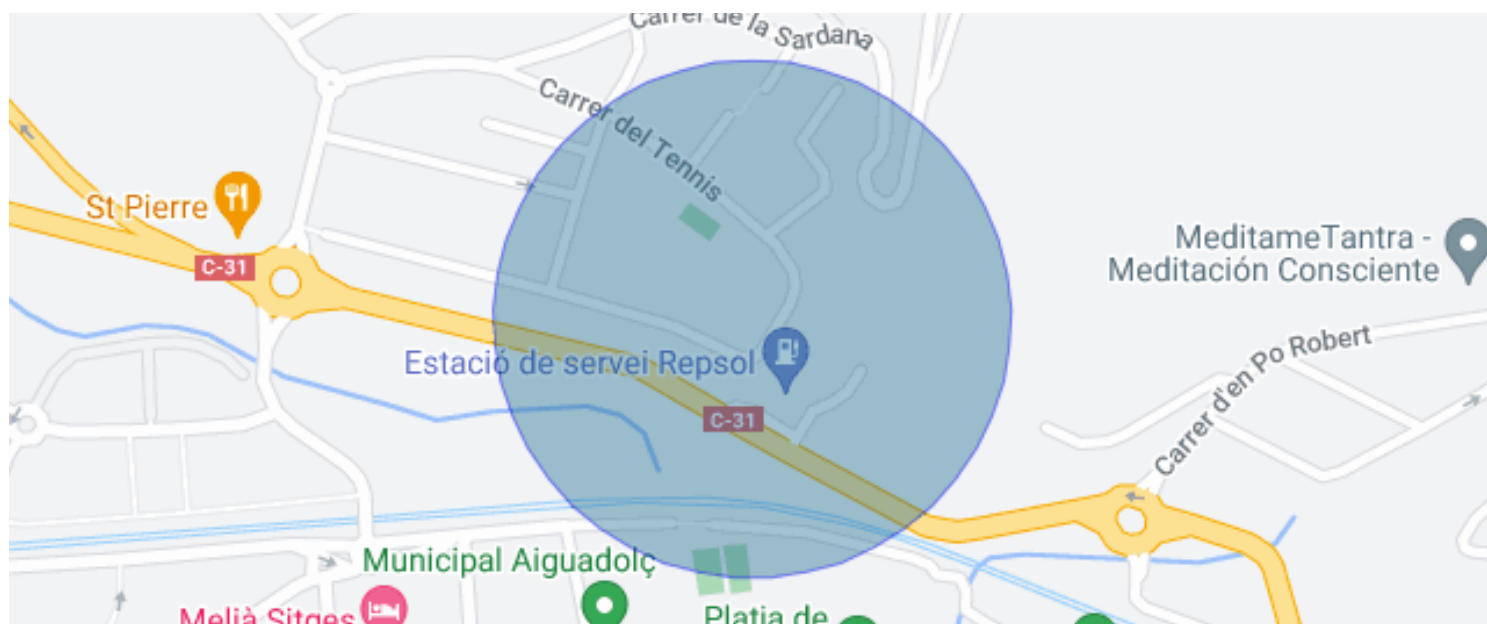 Carrer de la Sardana
Carrer del Tennis
St Pierre
C-31
MeditameTantra -
Meditación Consciente
Estació de servei Repsol
C-31
Carrer d'en Po Robert
Municipal Aiguadolç
Melià Sitges
Platja de